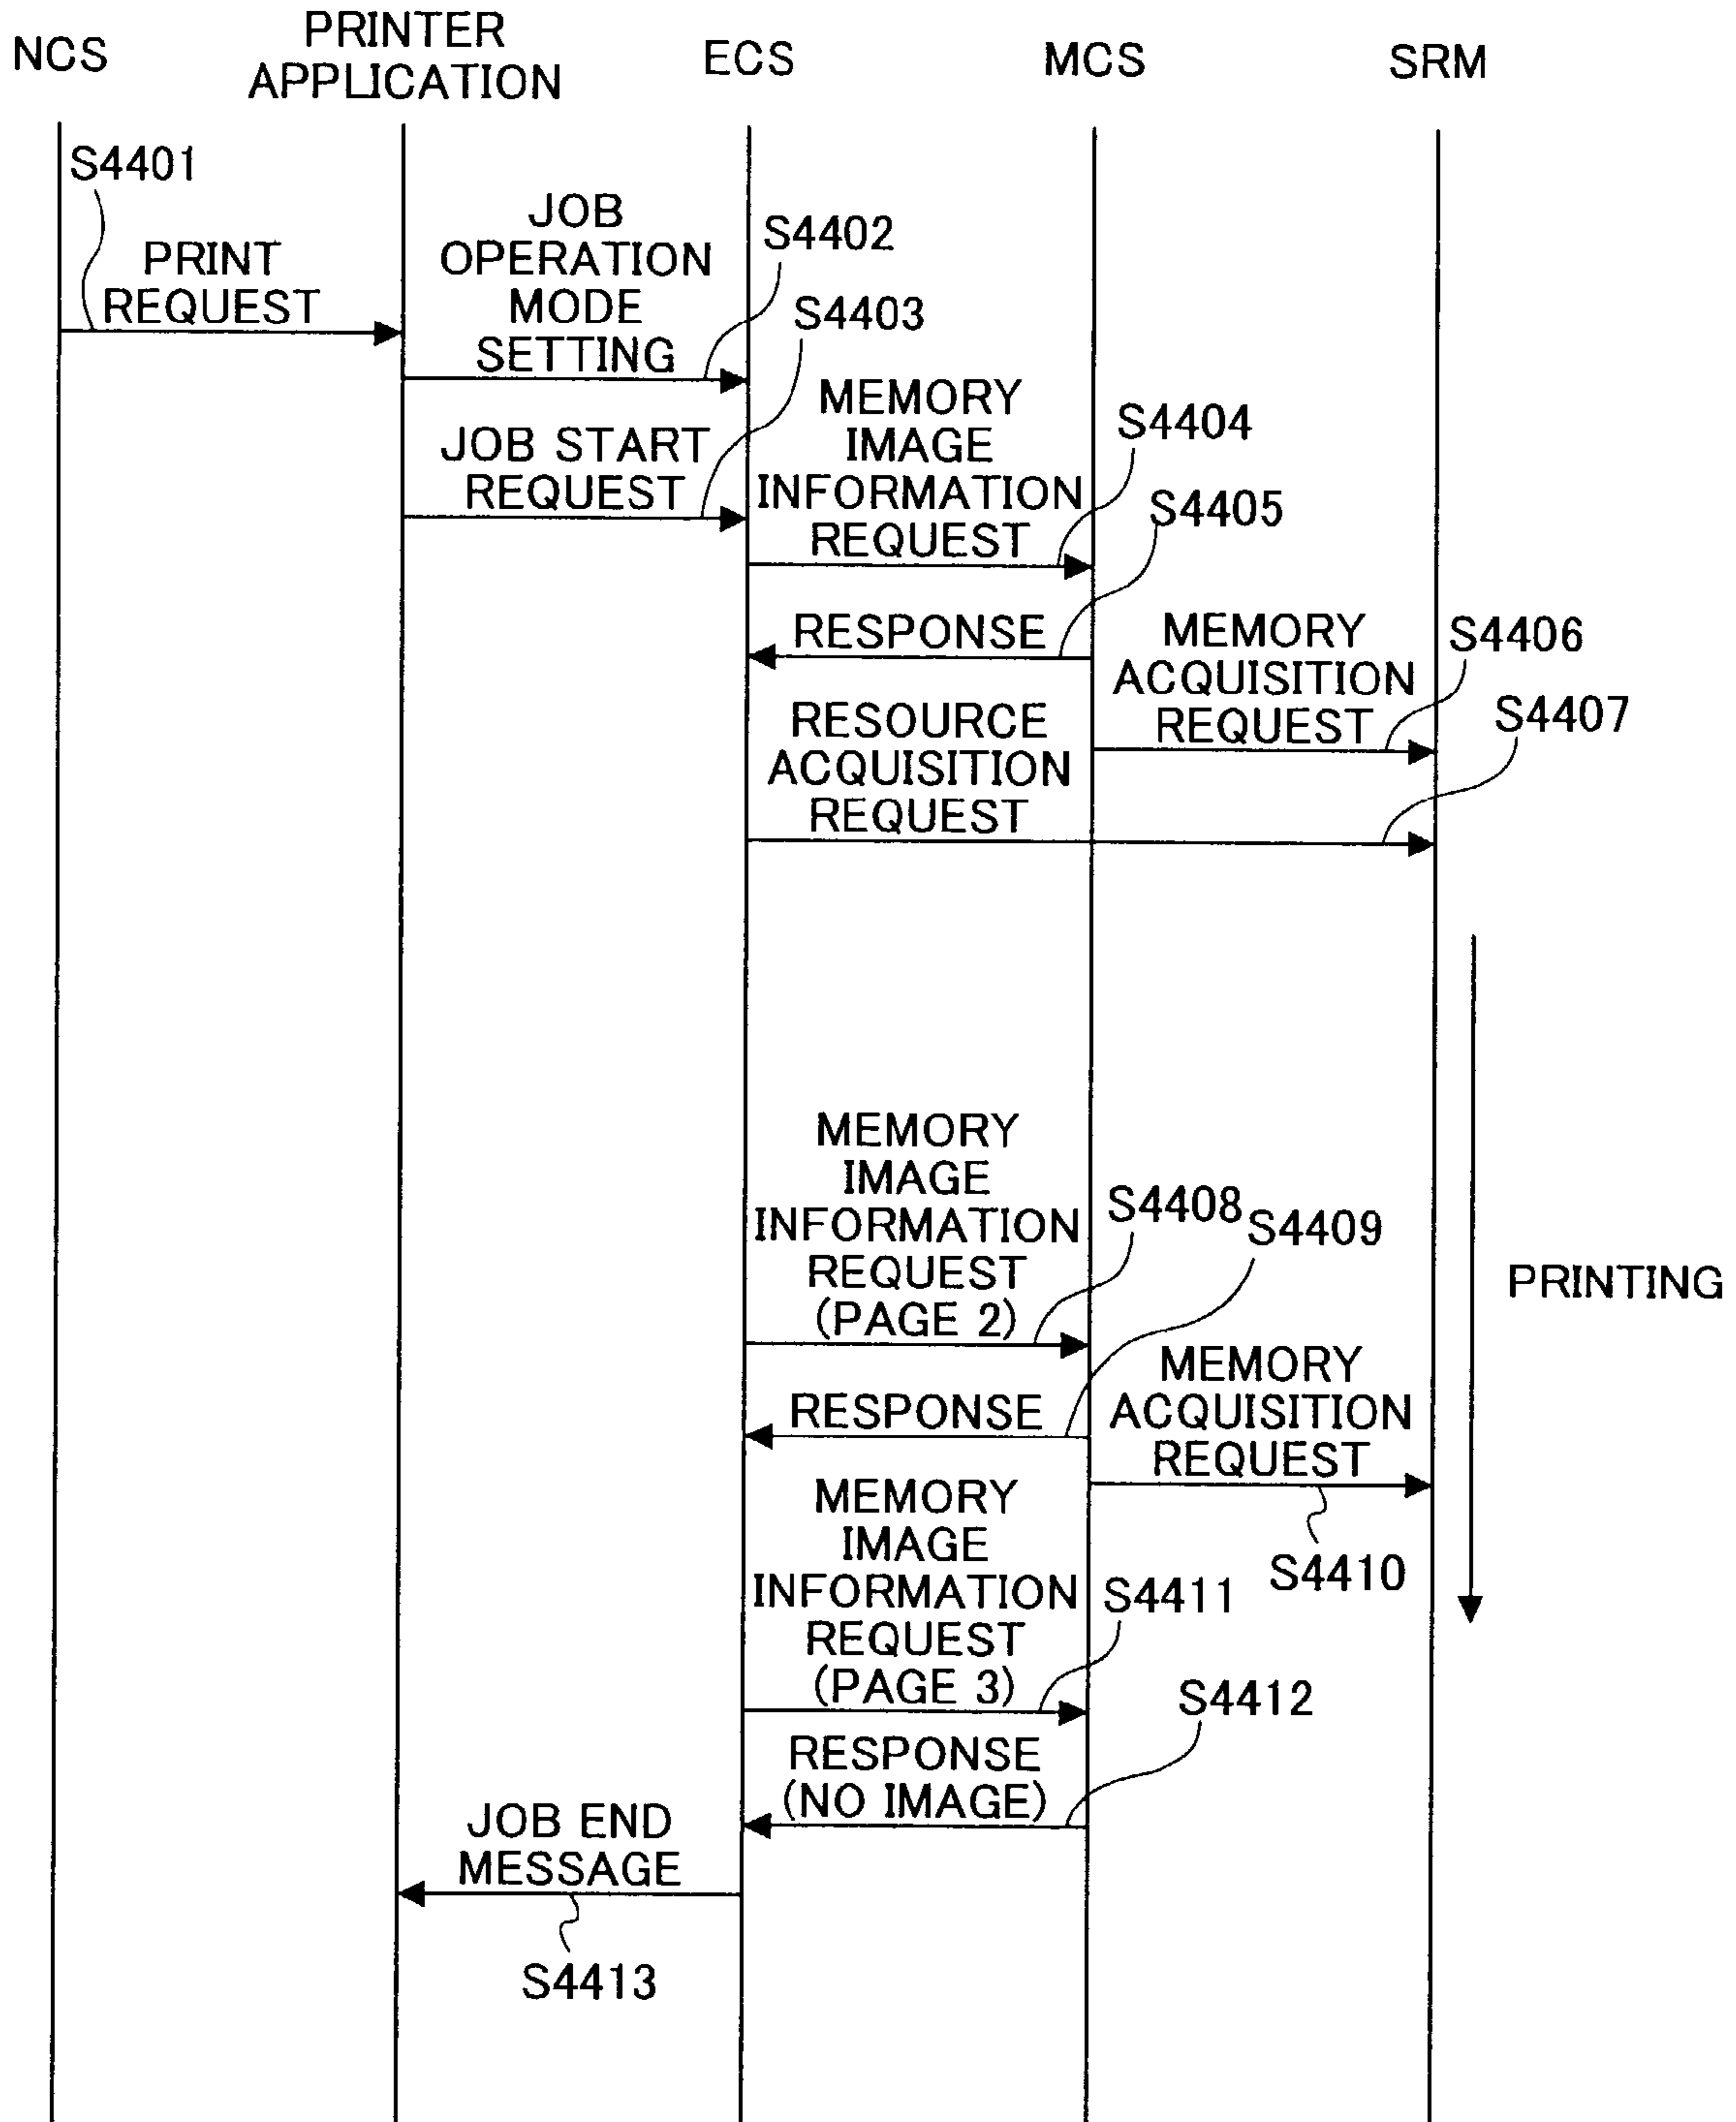 NCS
PRINTER
APPLICATION
ECS
MCS
SRM
S4401
PRINT
REQUEST
JOB
OPERATION
MODE
SETTING
S4402
S4403
JOB START
REQUEST
MEMORY
IMAGE
INFORMATION
REQUEST
S4404
S4405
RESPONSE
MEMORY
ACQUISITION
REQUEST
S4406
S4407
RESOURCE
ACQUISITION
REQUEST
MEMORY
IMAGE
INFORMATION
REQUEST
(PAGE 2)
S4408
S4409
PRINTING
RESPONSE
MEMORY
ACQUISITION
REQUEST
S4410
MEMORY
IMAGE
INFORMATION
REQUEST
(PAGE 3)
S4411
S4412
RESPONSE
(NO IMAGE)
JOB END
MESSAGE
S4413